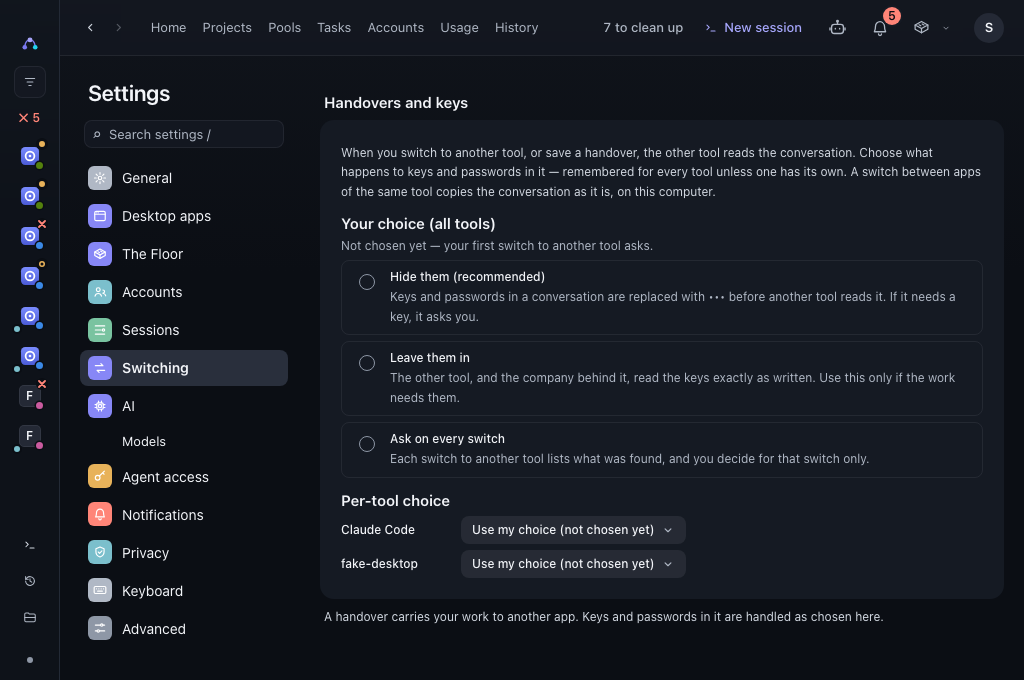 Home Projects Pools Tasks Accounts Usage History 7 to clean up New session 5 S
5
F
F
Settings
Search settings /
General
Desktop apps
The Floor
Accounts
Sessions
Switching
AI
Models
Agent access
Notifications
Privacy
Keyboard
Advanced
Handovers and keys
When you switch to another tool, or save a handover, the other tool reads the conversation. Choose what
happens to keys and passwords in it — remembered for every tool unless one has its own. A switch between apps
of the same tool copies the conversation as it is, on this computer.
Your choice (all tools)
Not chosen yet — your first switch to another tool asks.
Hide them (recommended)
Keys and passwords in a conversation are replaced with ••• before another tool reads it. If it needs a
key, it asks you.
Leave them in
The other tool, and the company behind it, read the keys exactly as written. Use this only if the work
needs them.
Ask on every switch
Each switch to another tool lists what was found, and you decide for that switch only.
Per-tool choice
Claude Code Use my choice (not chosen yet)
fake-desktop Use my choice (not chosen yet)
A handover carries your work to another app. Keys and passwords in it are handled as chosen here.